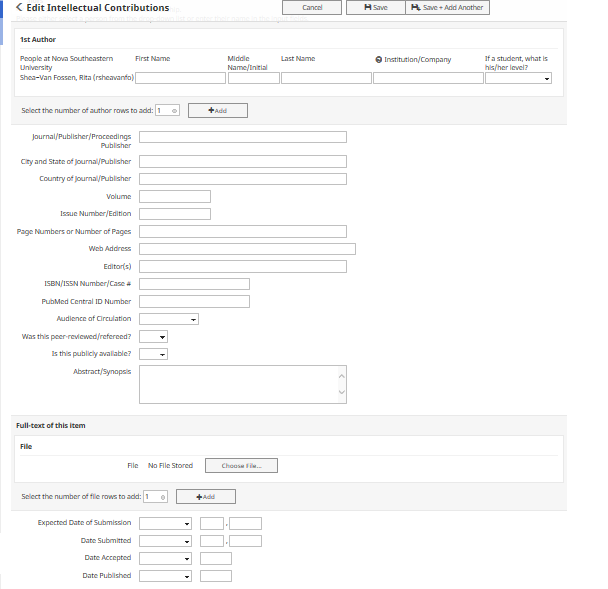 Edit Intellectual Contributions
Cancel
Save
Save + Add Another
1st Author
People at Nova Southeastern University
First Name
Middle Name/Initial
Last Name
Institution/Company
If a student, what is his/her level?
Shea-Van Fossen, Rita (rsheavanfo)
Select the number of author rows to add: 1
+Add
Journal/Publisher/Proceedings Publisher
City and State of Journal/Publisher
Country of Journal/Publisher
Volume
Issue Number/Edition
Page Numbers or Number of Pages
Web Address
Editor(s)
ISBN/ISSN Number/Case #
PubMed Central ID Number
Audience of Circulation
Was this peer-reviewed/refereed?
Is this publicly available?
Abstract/Synopsis
Full-text of this item
File
File No File Stored Choose File...
Select the number of file rows to add: 1
+Add
Expected Date of Submission ,
Date Submitted ,
Date Accepted
Date Published